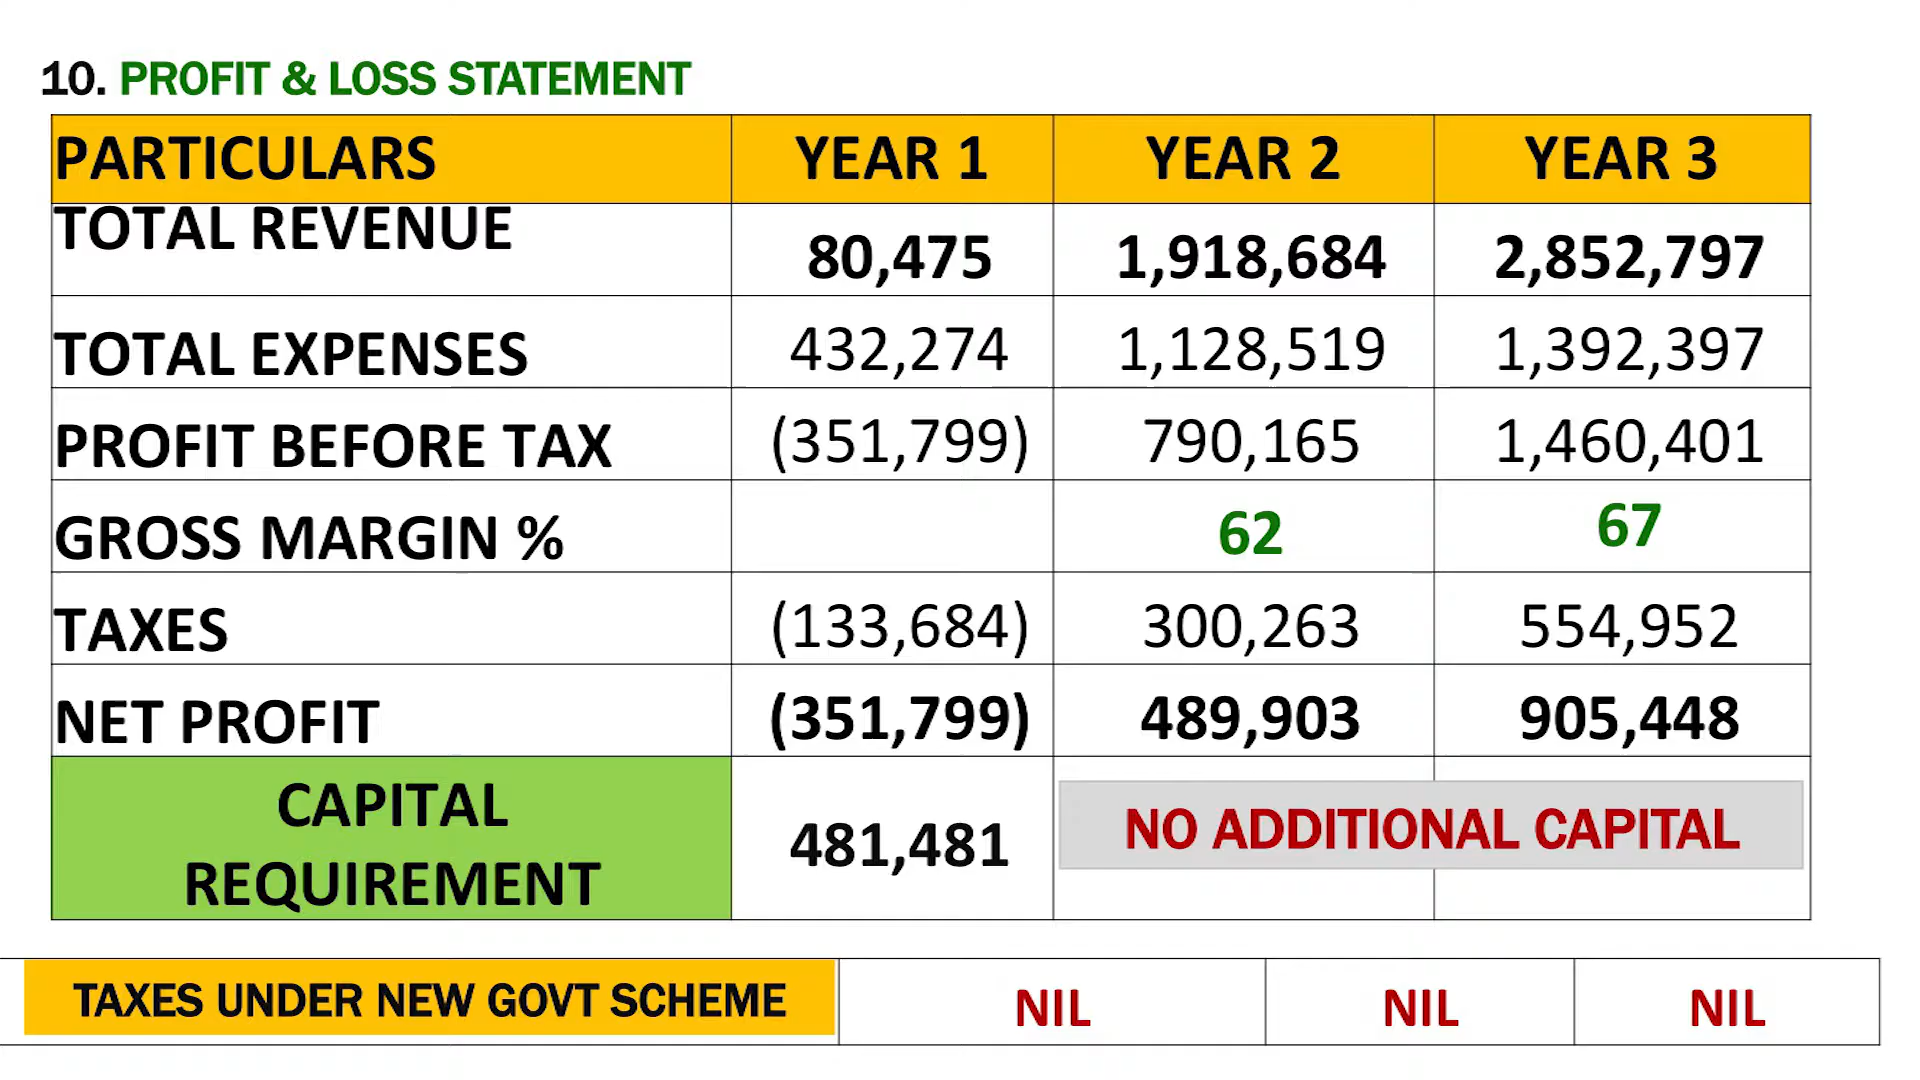 10. PROFIT & LOSS STATEMENT
PARTICULARS YEAR 1 YEAR 2 YEAR 3
TOTAL REVENUE 80,475 1,918,684 2,852,797
TOTAL EXPENSES 432,274 1,128,519 1,392,397
PROFIT BEFORE TAX (351,799) 790,165 1,460,401
GROSS MARGIN % 62 67
TAXES (133,684) 300,263 554,952
NET PROFIT (351,799) 489,903 905,448
CAPITAL
REQUIREMENT 481,481 NO ADDITIONAL CAPITAL
TAXES UNDER NEW GOVT SCHEME NIL NIL NIL